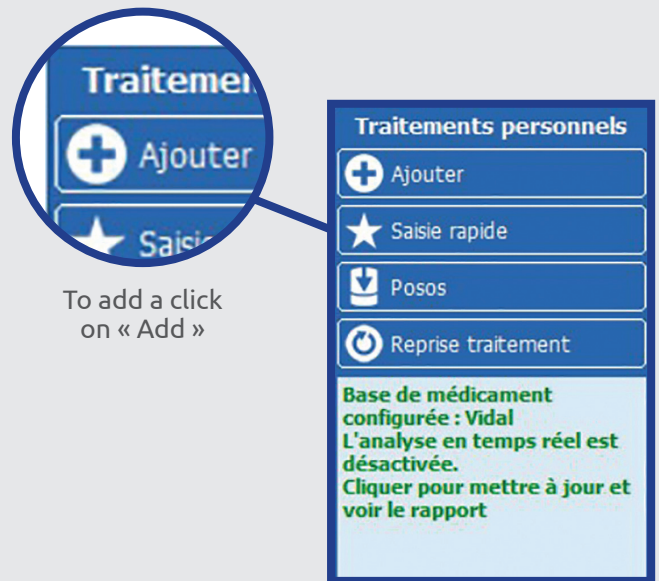 Traitemen
Ajouter
Saisie
To add a click
on « Add »
Traitements personnels
Ajouter
Saisie rapide
Posos
Reprise traitement
Base de médicament
configurée : Vidal
L'analyse en temps réel est
désactivée.
Cliquer pour mettre à jour et
voir le rapport